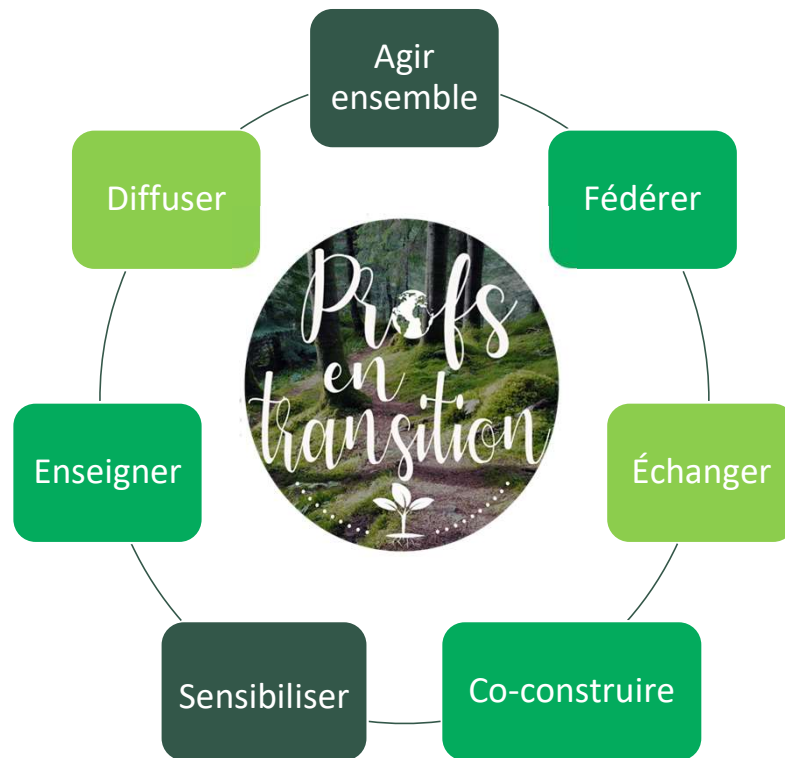 Agir
ensemble
Fédérer
Échanger
Co-construire
Sensibiliser
Enseigner
Diffuser
Profs
en
transition